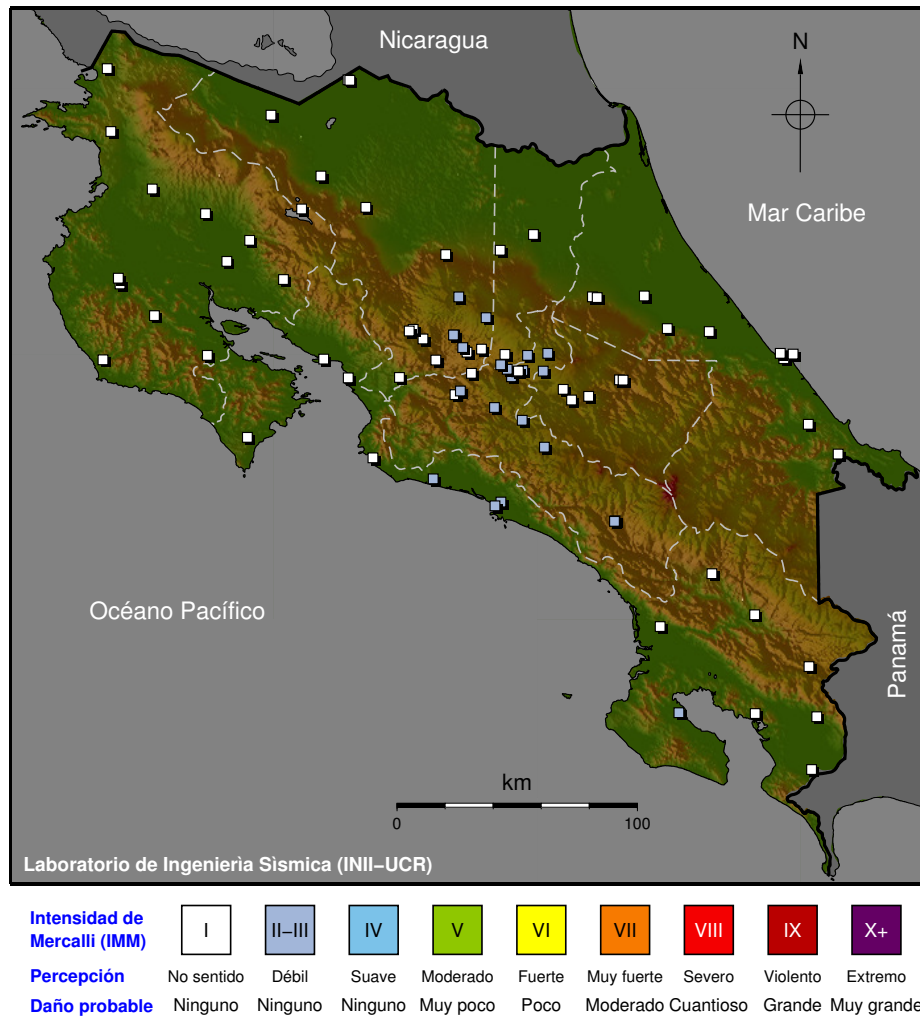 Nicaragua
N
Mar Caribe
Océano Pacífico
Panamá
km
0 100
Laboratorio de Ingenierìa Sìsmica (INII–UCR)
Intensidad de
Mercalli (IMM)
I II–III IV V VI VII VIII IX X+
Percepción No sentido Débil Suave Moderado Fuerte Muy fuerte Severo Violento Extremo
Daño probable Ninguno Ninguno Ninguno Muy poco Poco Moderado Cuantioso Grande Muy grande